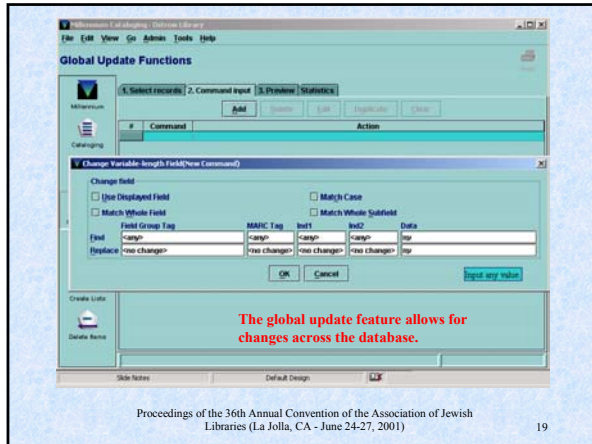 Millennium Cataloging - Dobson Library
File Edit View Go Admin Tools Help
Global Update Functions
Millennium
Cataloging
1. Select records 2. Command input 3. Preview Statistics
Add Delete Edit Duplicate Clear
# Command Action
Change Variable-length Field(New Command)
Change field
Use Displayed Field Match Case
Match Whole Field Match Whole Subfield
Field Group Tag MARC Tag Ind1 Ind2 Data
Find <any> <any> <any> <any>
Replace <no change> <no change> <no change> <no change>
OK Cancel Input any value
Create Lists
Delete Items
The global update feature allows for
changes across the database.
Slide Notes Default Design
Proceedings of the 36th Annual Convention of the Association of Jewish
Libraries (La Jolla, CA - June 24-27, 2001) 19